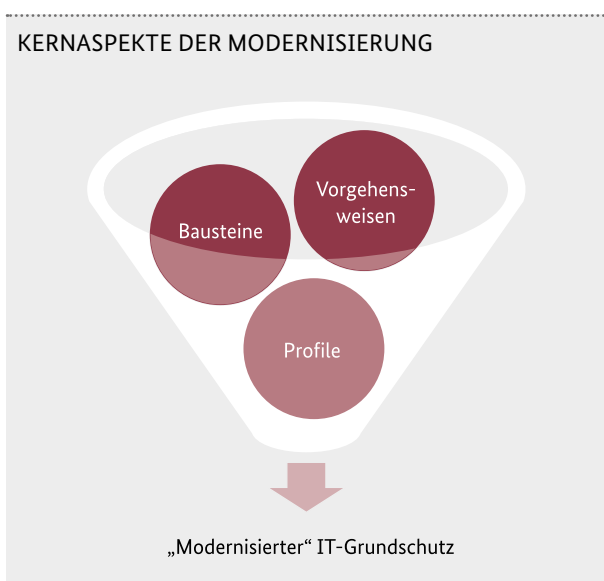 KERNASPEKTE DER MODERNISIERUNG
Vorgehens-
weisen
Bausteine
Profile
„Modernisierter“ IT-Grundschutz